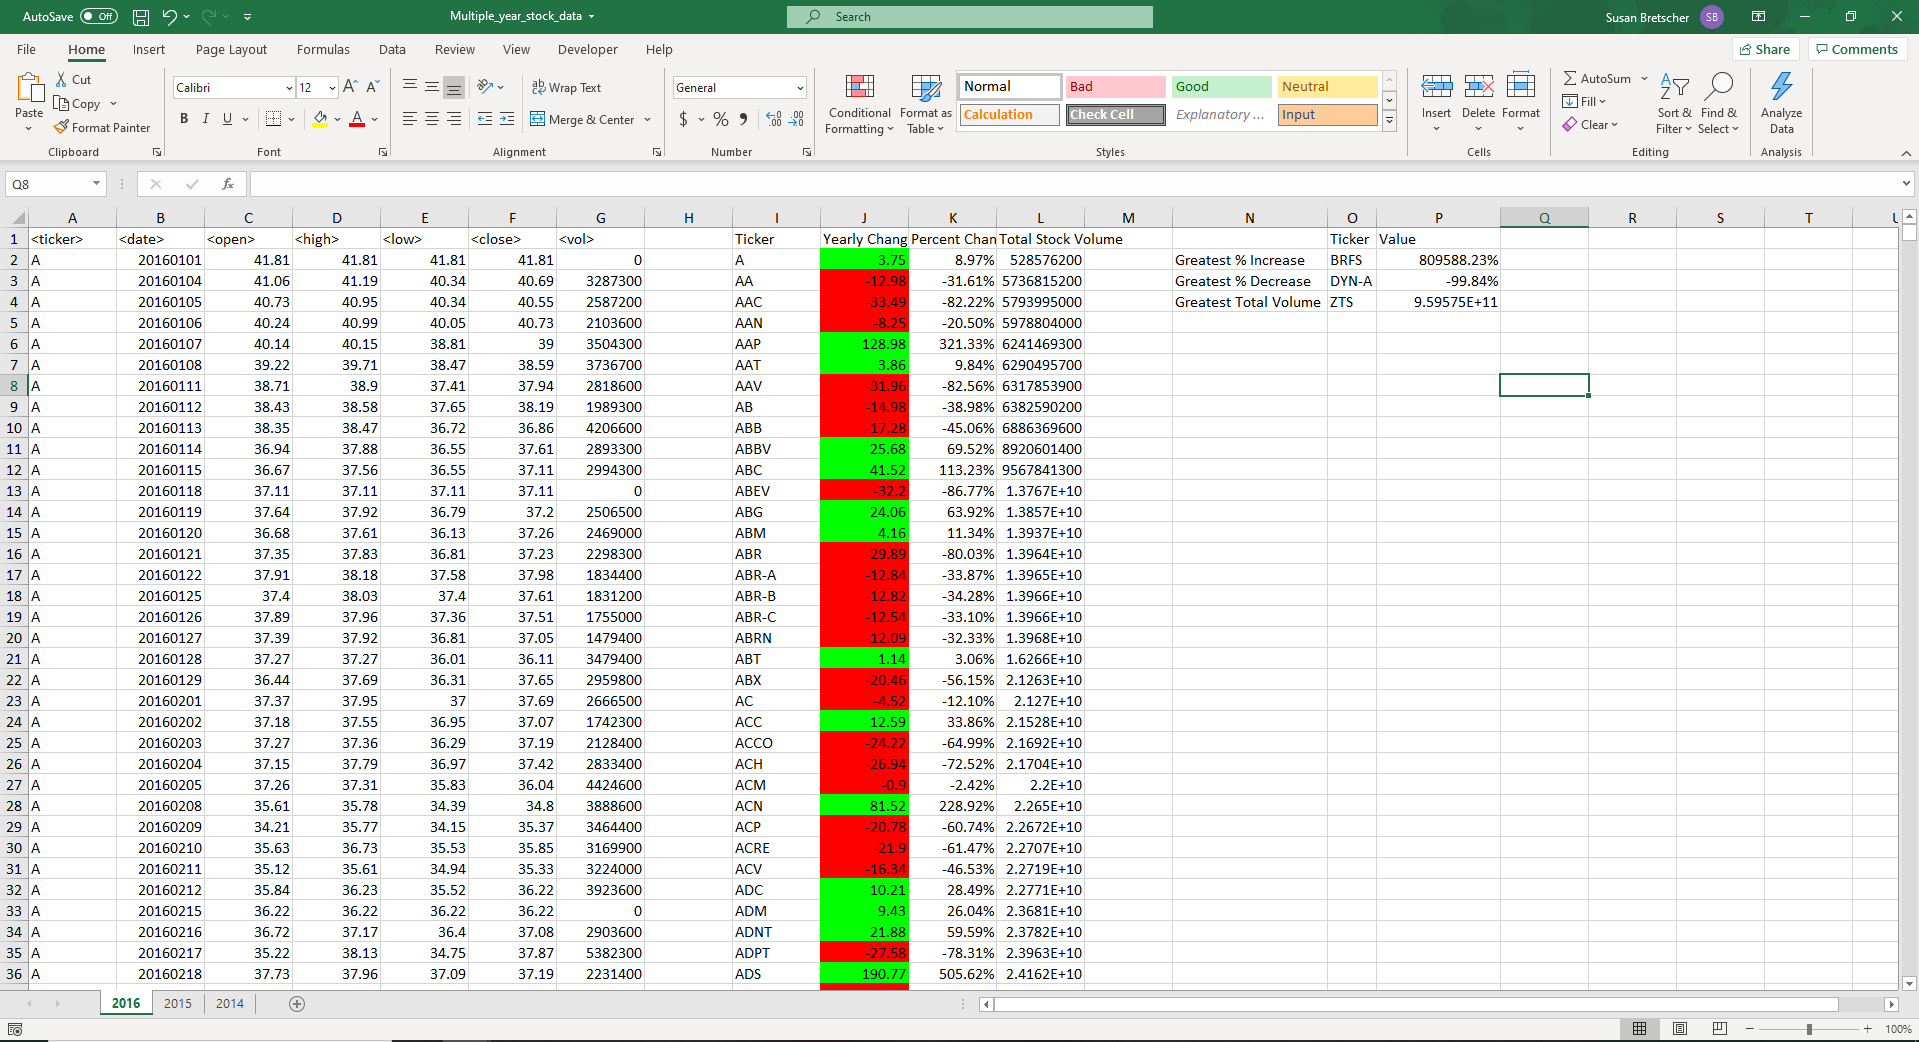 AutoSave Off Multiple_year_stock_data Search Susan Bretscher SB
File Home Insert Page Layout Formulas Data Review View Developer Help Share Comments
Cut
Copy
Format Painter
Paste
Clipboard
Calibri 12
B I U A
Font
Wrap Text
Merge & Center
Alignment
General
$ % 9
Number
Conditional Formatting
Format as Table
Normal Bad Good Neutral
Calculation Check Cell Explanatory ... Input
Styles
Insert Delete Format
Cells
AutoSum
Fill
Clear
Sort & Filter
Find & Select
Editing
Analyze Data
Analysis
Q8 fx
A B C D E F G H I J K L M N O P Q R S T U
1 <ticker> <date> <open> <high> <low> <close> <vol> Ticker Yearly Chang Percent Chan Total Stock Volume Ticker Value
2 A 20160101 41.81 41.81 41.81 41.81 0 A 3.75 8.97% 528576200 Greatest % Increase BRFS 809588.23%
3 A 20160104 41.06 41.19 40.34 40.69 3287300 AA -12.98 -31.61% 5736815200 Greatest % Decrease DYN-A -99.84%
4 A 20160105 40.73 40.95 40.34 40.55 2587200 AAC -33.49 -82.22% 5793995000 Greatest Total Volume ZTS 9.59575E+11
5 A 20160106 40.24 40.99 40.05 40.73 2103600 AAN -8.25 -20.50% 5978804000
6 A 20160107 40.14 40.15 38.81 39 3504300 AAP 128.98 321.33% 6241469300
7 A 20160108 39.22 39.71 38.47 38.59 3736700 AAT 3.86 9.84% 6290495700
8 A 20160111 38.71 38.9 37.41 37.94 2818600 AAV -31.96 -82.56% 6317853900
9 A 20160112 38.43 38.58 37.65 38.19 1989300 AB -14.98 -38.98% 6382590200
10 A 20160113 38.35 38.47 36.72 36.86 4206600 ABB -17.28 -45.06% 6886369600
11 A 20160114 36.94 37.88 36.55 37.61 2893300 ABBV 25.68 69.52% 8920601400
12 A 20160115 36.67 37.56 36.55 37.11 2994300 ABC 41.52 113.23% 9567841300
13 A 20160118 37.11 37.11 37.11 37.11 0 ABEV -32.2 -86.77% 1.3767E+10
14 A 20160119 37.64 37.92 36.79 37.2 2506500 ABG 24.06 63.92% 1.3857E+10
15 A 20160120 36.68 37.61 36.13 37.26 2469000 ABM 4.16 11.34% 1.3937E+10
16 A 20160121 37.35 37.83 36.81 37.23 2298300 ABR -29.89 -80.03% 1.3964E+10
17 A 20160122 37.91 38.18 37.58 37.98 1834400 ABR-A -12.84 -33.87% 1.3965E+10
18 A 20160125 37.4 38.03 37.4 37.61 1831200 ABR-B -12.82 -34.28% 1.3966E+10
19 A 20160126 37.89 37.96 37.36 37.51 1755000 ABR-C -12.54 -33.10% 1.3966E+10
20 A 20160127 37.39 37.92 36.81 37.05 1479400 ABRN -12.09 -32.33% 1.3968E+10
21 A 20160128 37.27 37.27 36.01 36.11 3479400 ABT 1.14 3.06% 1.6266E+10
22 A 20160129 36.44 37.69 36.31 37.65 2959800 ABX -20.46 -56.15% 2.1263E+10
23 A 20160201 37.37 37.95 37 37.69 2666500 AC -4.52 -12.10% 2.127E+10
24 A 20160202 37.18 37.55 36.95 37.07 1742300 ACC 12.59 33.86% 2.1528E+10
25 A 20160203 37.27 37.36 36.29 37.19 2128400 ACCO -24.22 -64.99% 2.1692E+10
26 A 20160204 37.15 37.79 36.97 37.42 2833400 ACH -26.94 -72.52% 2.1704E+10
27 A 20160205 37.26 37.31 35.83 36.04 4424600 ACM -0.9 -2.42% 2.2E+10
28 A 20160208 35.61 35.78 34.39 34.8 3888600 ACN 81.52 228.92% 2.265E+10
29 A 20160209 34.21 35.77 34.15 35.37 3464400 ACP -20.78 -60.74% 2.2672E+10
30 A 20160210 35.63 36.73 35.53 35.85 3169900 ACRE -21.9 -61.47% 2.2707E+10
31 A 20160211 35.12 35.61 34.94 35.33 3224000 ACV -16.34 -46.53% 2.2719E+10
32 A 20160212 35.84 36.23 35.52 36.22 3923600 ADC 10.21 28.49% 2.2771E+10
33 A 20160215 36.22 36.22 36.22 36.22 0 ADM 9.43 26.04% 2.3681E+10
34 A 20160216 36.72 37.17 36.4 37.08 2903600 ADNT 21.88 59.59% 2.3782E+10
35 A 20160217 35.22 38.13 34.75 37.87 5382300 ADPT -27.58 -78.31% 2.3963E+10
36 A 20160218 37.73 37.96 37.09 37.19 2231400 ADS 190.77 505.62% 2.4162E+10
2016 2015 2014
100%